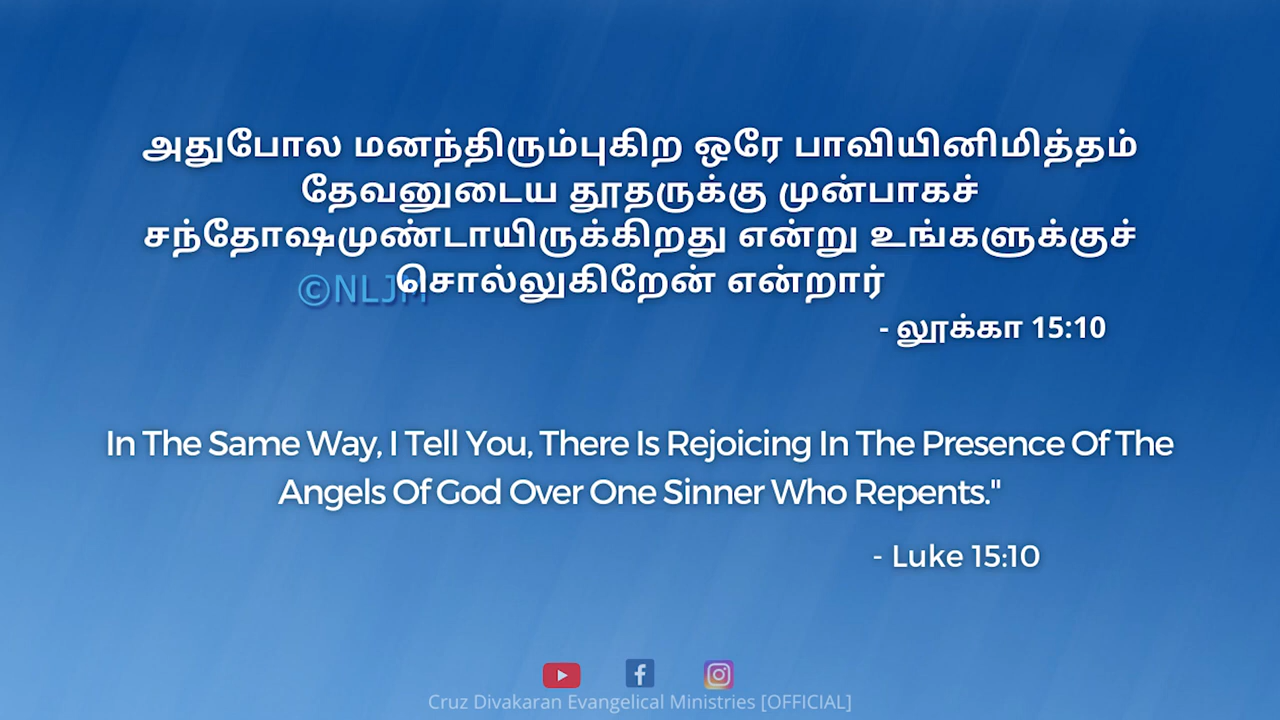 அதுபோல மனந்திரும்புகிற ஒரே பாவியினிமித்தம்
தேவனுடைய தூதருக்கு முன்பாகச்
சந்தோஷமுண்டாயிருக்கிறது என்று உங்களுக்குச்
சொல்லுகிறேன் என்றார்
©NLJM
- லூக்கா 15:10
In The Same Way, I Tell You, There Is Rejoicing In The Presence Of The
Angels Of God Over One Sinner Who Repents."
- Luke 15:10
Cruz Divakaran Evangelical Ministries [OFFICIAL]